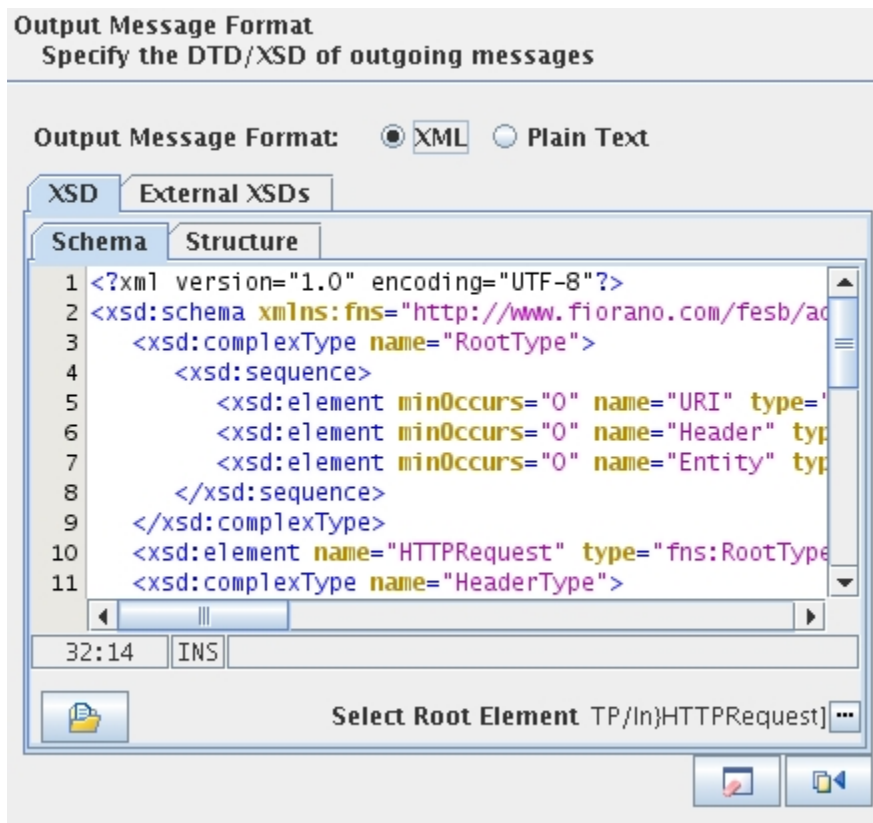 Output Message Format
Specify the DTD/XSD of outgoing messages
Output Message Format: XML Plain Text
XSD External XSDs
Schema Structure
1 <?xml version="1.0" encoding="UTF-8"?>
2 <xsd:schema xmlns:fns="http://www.fiorano.com/fesb/ac
3 <xsd:complexType name="RootType">
4 <xsd:sequence>
5 <xsd:element minOccurs="0" name="URI" type='
6 <xsd:element minOccurs="0" name="Header" typ
7 <xsd:element minOccurs="0" name="Entity" typ
8 </xsd:sequence>
9 </xsd:complexType>
10 <xsd:element name="HTTPRequest" type="fns:RootType
11 <xsd:complexType name="HeaderType">
32:14 INS
Select Root Element TP/In}HTTPRequest] ...